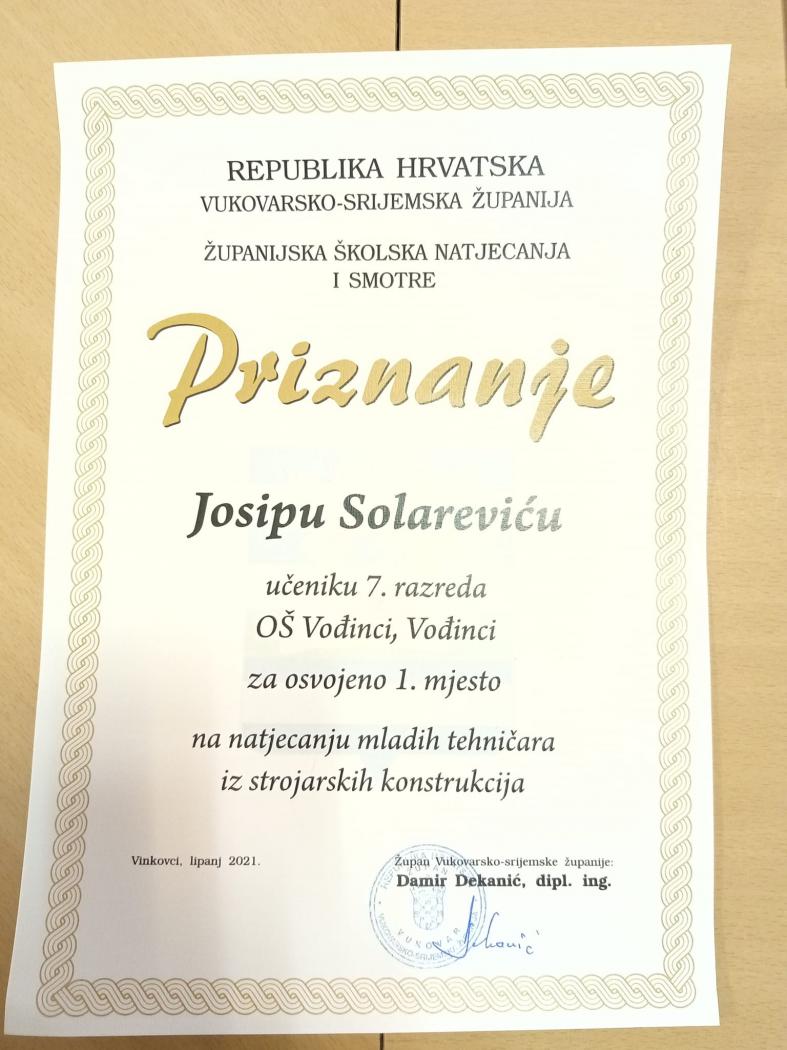 REPUBLIKA HRVATSKA
VUKOVARSKO-SRIJEMSKA ŽUPANIJA
ŽUPANIJSKA ŠKOLSKA NATJECANJA
I SMOTRE
Priznanje
Josipu Solareviću
učeniku 7. razreda
OŠ Vođinci, Vođinci
za osvojeno 1. mjesto
na natjecanju mladih tehničara
iz strojarskih konstrukcija
Vinkovci, lipanj 2021.
Župan Vukovarsko-srijemske županije:
Damir Dekanić, dipl. ing.
ŽUPAN
VUKOVAR